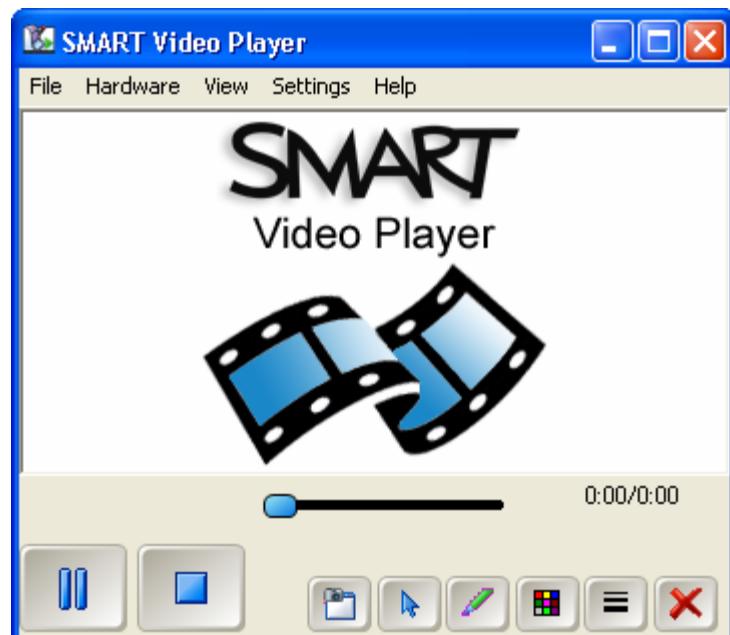 SMART Video Player
File Hardware View Settings Help
SMART
Video Player
0:00/0:00